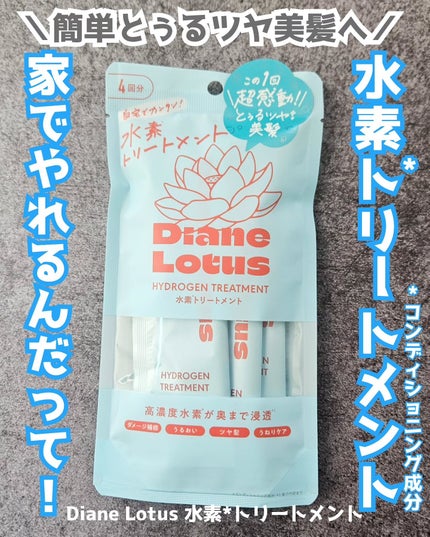 \簡単とぅるツヤ美髪へ/
水素*トリートメント
*コンディショニング成分
家でやれるんだって！
4回分
自宅でカンタン！
水素
トリートメント
この1回
超感動!!
とぅるツヤ
美髪
Diane
Lotus
HYDROGEN TREATMENT
水素トリートメント
HYDROGEN
TREATMENT
HYDROGEN
TREATMENT
高濃度水素が奥まで浸透
ダメージ補修
うるおい
ツヤ髪
うねりケア
Diane Lotus 水素*トリートメント